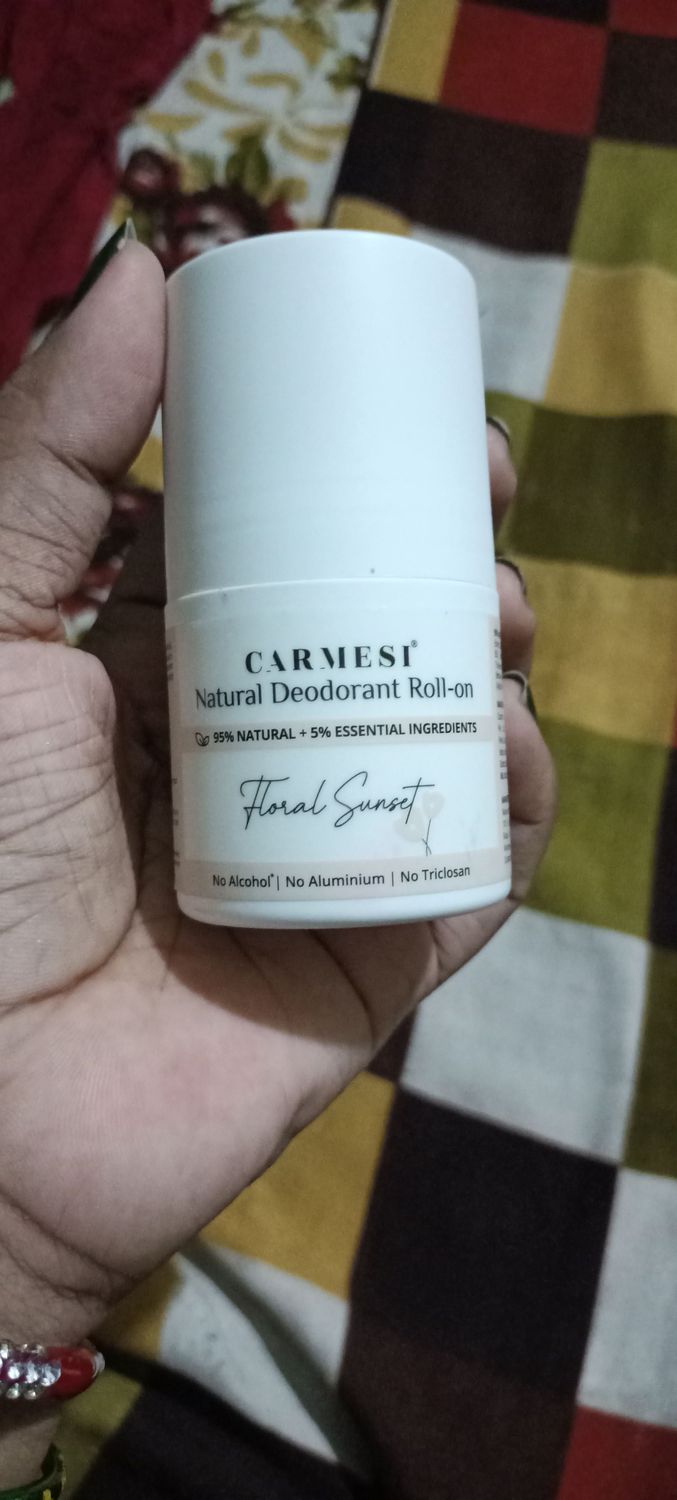 CARMESI®
Natural Deodorant Roll-on
95% NATURAL + 5% ESSENTIAL INGREDIENTS
Floral Sunset
No Alcohol* | No Aluminium | No Triclosan